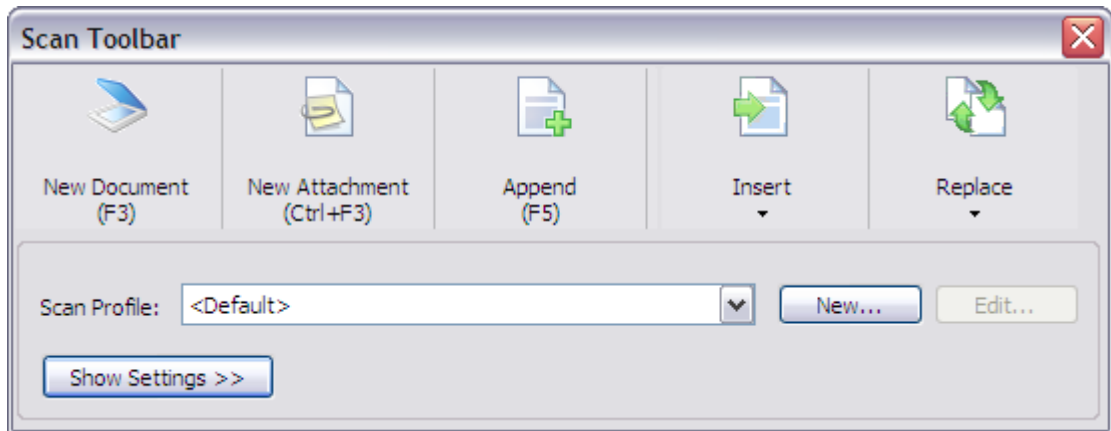 Scan Toolbar
New Document
(F3)
New Attachment
(Ctrl+F3)
Append
(F5)
Insert
Replace
Scan Profile: <Default> New... Edit...
Show Settings >>